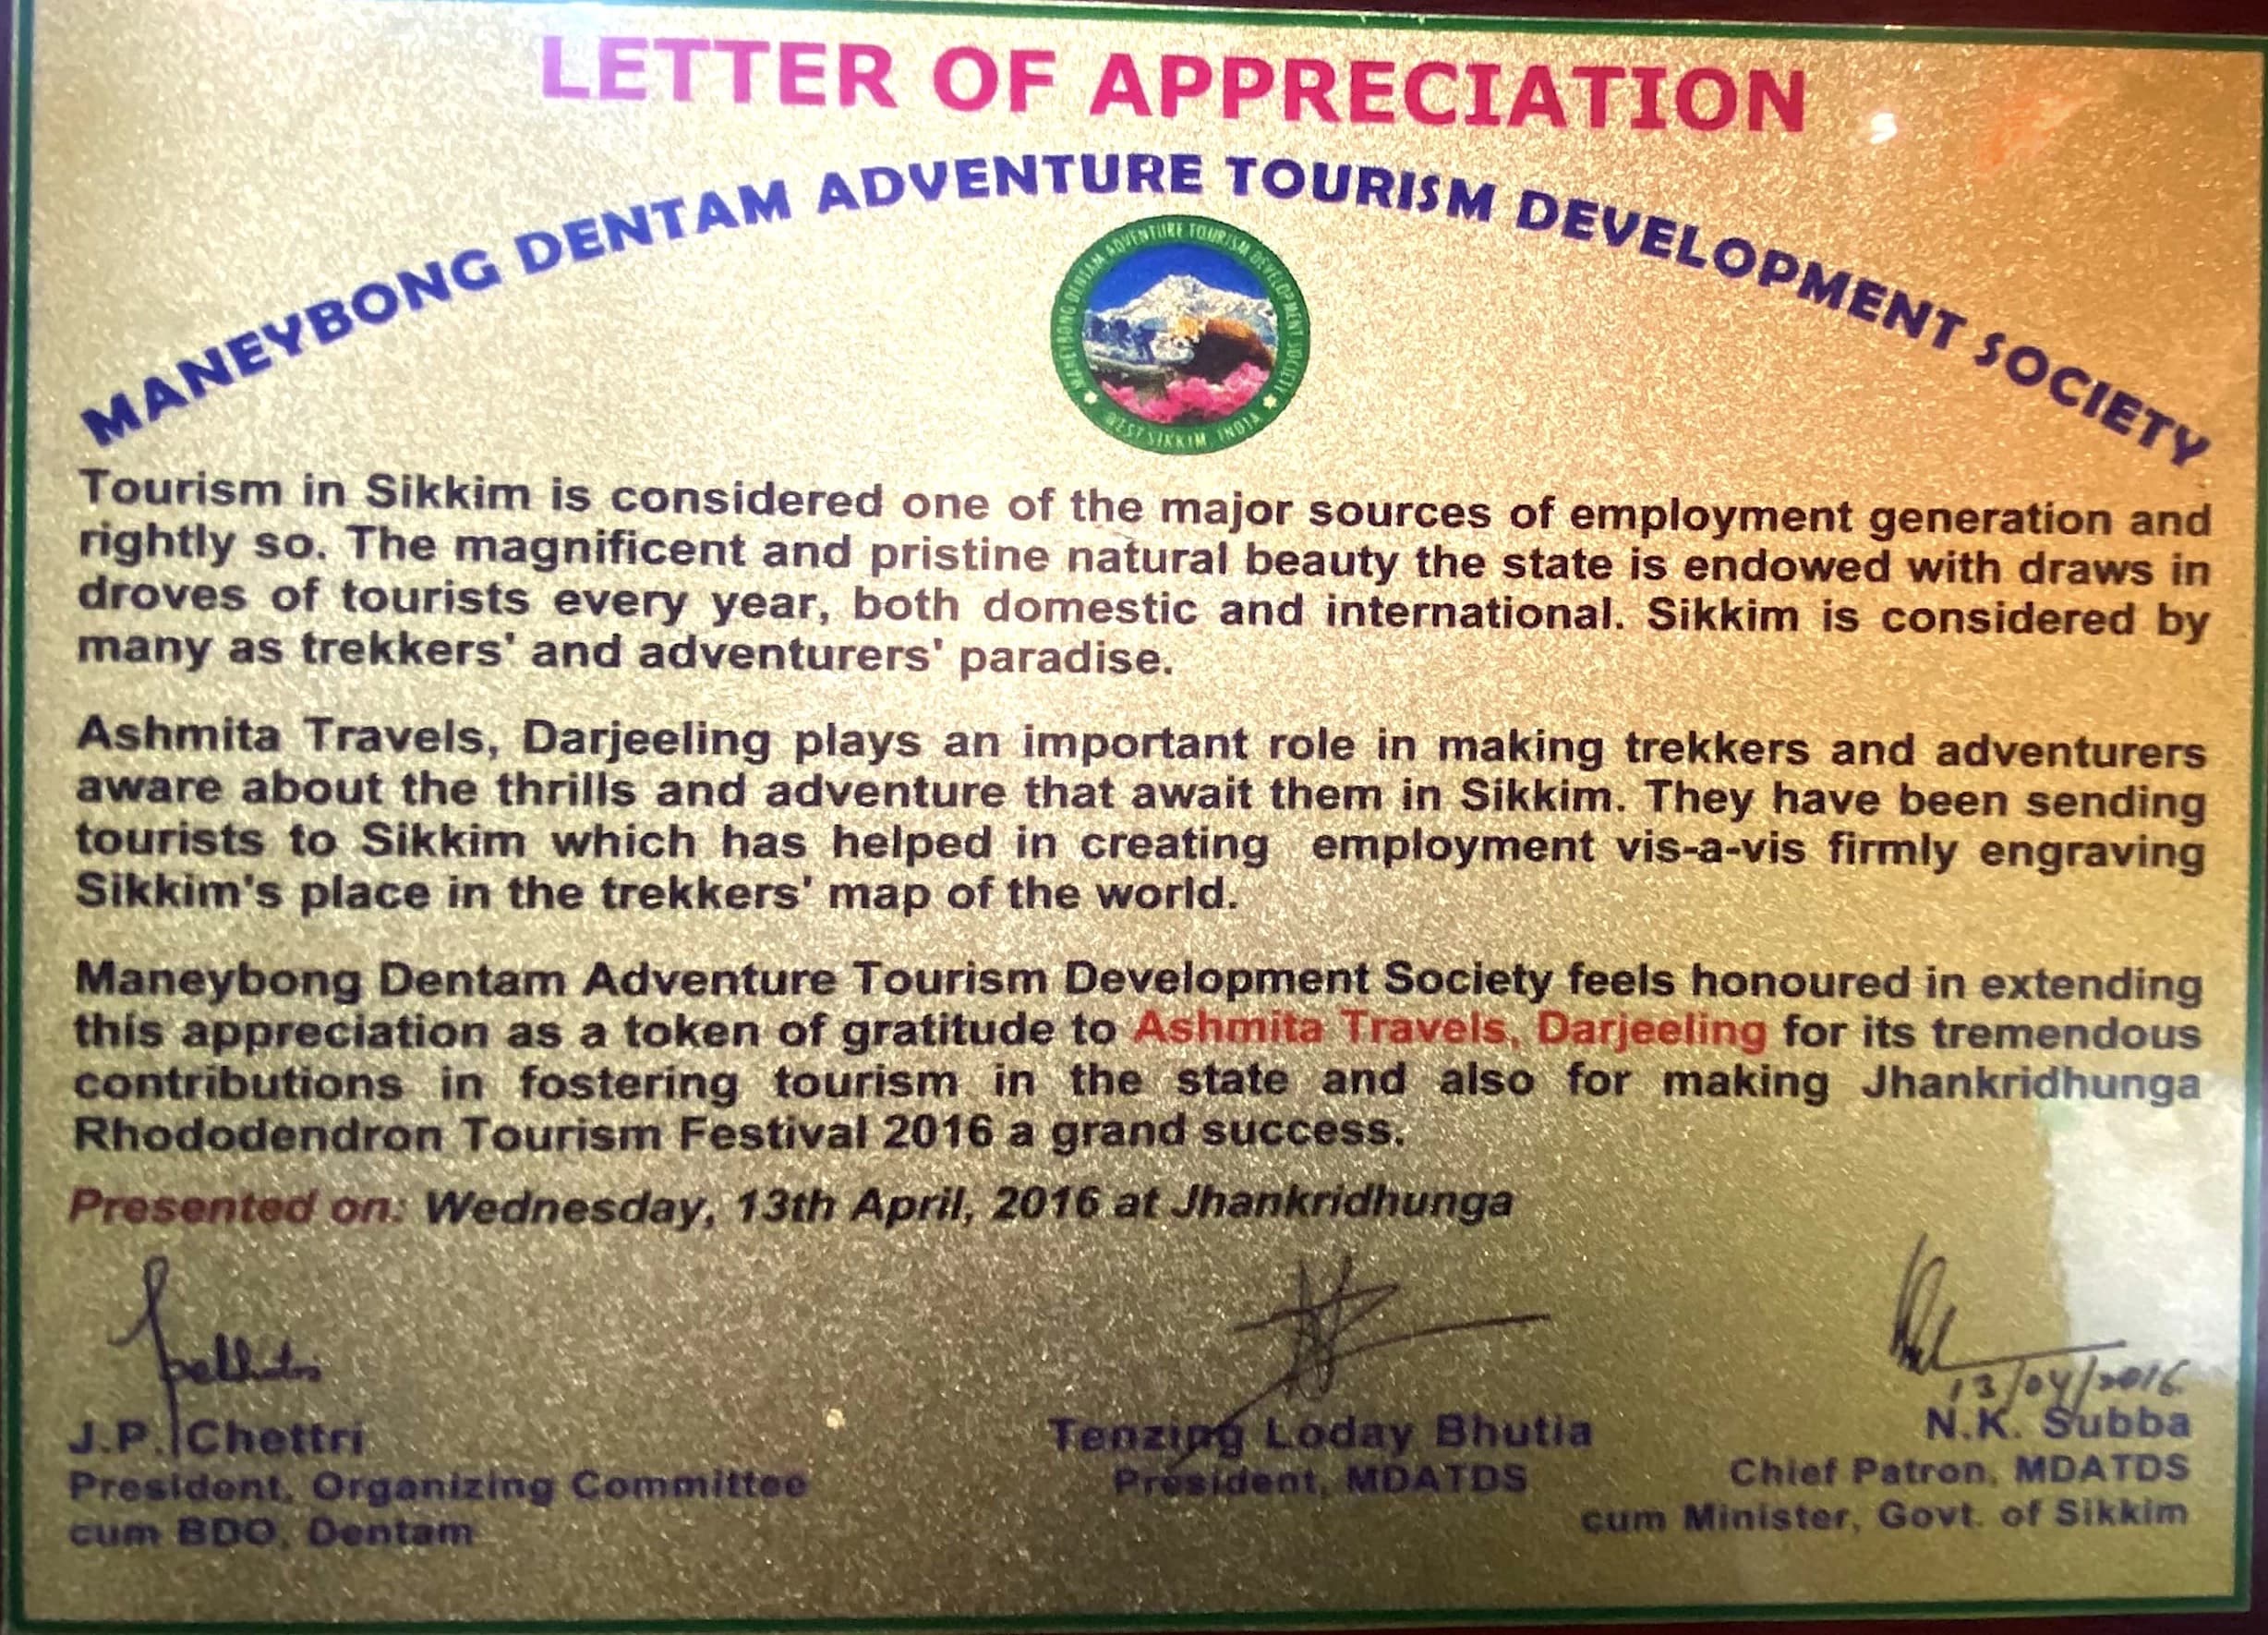 LETTER OF APPRECIATION
MANEYBONG DENTAM ADVENTURE TOURISM DEVELOPMENT SOCIETY
MANEYBONG DENTAM ADVENTURE TOURISM DEVELOPMENT SOCIETY
WEST SIKKIM, INDIA
Tourism in Sikkim is considered one of the major sources of employment generation and
rightly so. The magnificent and pristine natural beauty the state is endowed with draws in
droves of tourists every year, both domestic and international. Sikkim is considered by
many as trekkers' and adventurers' paradise.
Ashmita Travels, Darjeeling plays an important role in making trekkers and adventurers
aware about the thrills and adventure that await them in Sikkim. They have been sending
tourists to Sikkim which has helped in creating employment vis-a-vis firmly engraving
Sikkim's place in the trekkers' map of the world.
Maneybong Dentam Adventure Tourism Development Society feels honoured in extending
this appreciation as a token of gratitude to Ashmita Travels, Darjeeling for its tremendous
contributions in fostering tourism in the state and also for making Jhankridhunga
Rhododendron Tourism Festival 2016 a grand success.
Presented on: Wednesday, 13th April, 2016 at Jhankridhunga
13/04/2016
J.P. Chettri
President, Organizing Committee
cum BDO, Dentam
Tenzing Loday Bhutia
President, MDATDS
N.K. Subba
Chief Patron, MDATDS
cum Minister, Govt. of Sikkim